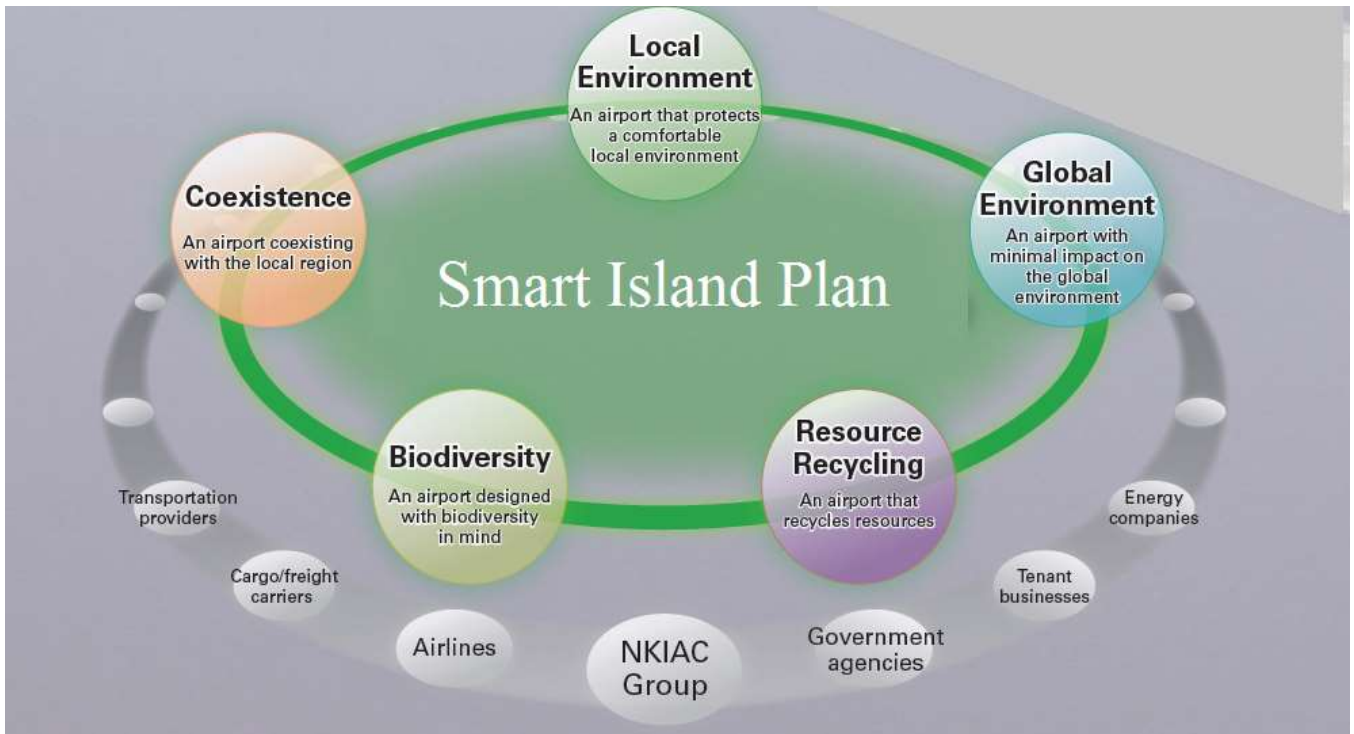 Local
Environment
An airport that protects
a comfortable
local environment
Coexistence
An airport coexisting
with the local region
Global
Environment
An airport with
minimal impact on
the global
environment
Smart Island Plan
Biodiversity
An airport designed
with biodiversity
in mind
Resource
Recycling
An airport that
recycles resources
Transportation
providers
Cargo/freight
carriers
Airlines
NKIAC
Group
Government
agencies
Tenant
businesses
Energy
companies